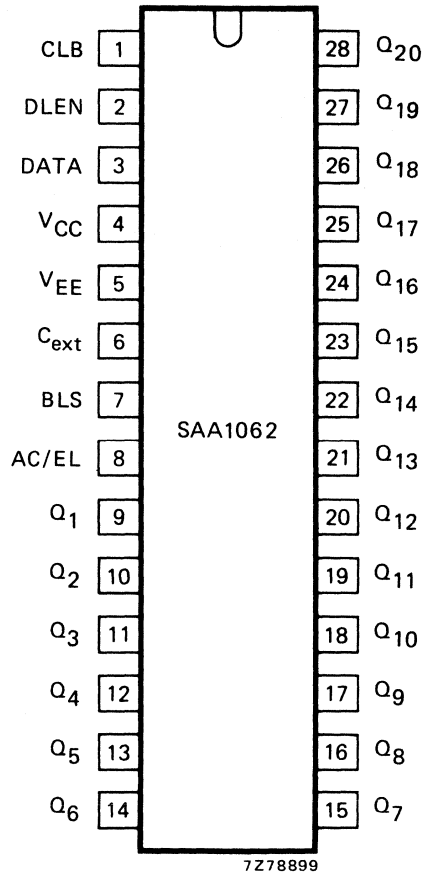 CLB 1 28 Q20
DLEN 2 27 Q19
DATA 3 26 Q18
VCC 4 25 Q17
VEE 5 24 Q16
Cext 6 23 Q15
BLS 7 22 Q14
SAA1062
AC/EL 8 21 Q13
Q1 9 20 Q12
Q2 10 19 Q11
Q3 11 18 Q10
Q4 12 17 Q9
Q5 13 16 Q8
Q6 14 15 Q7
7Z78899